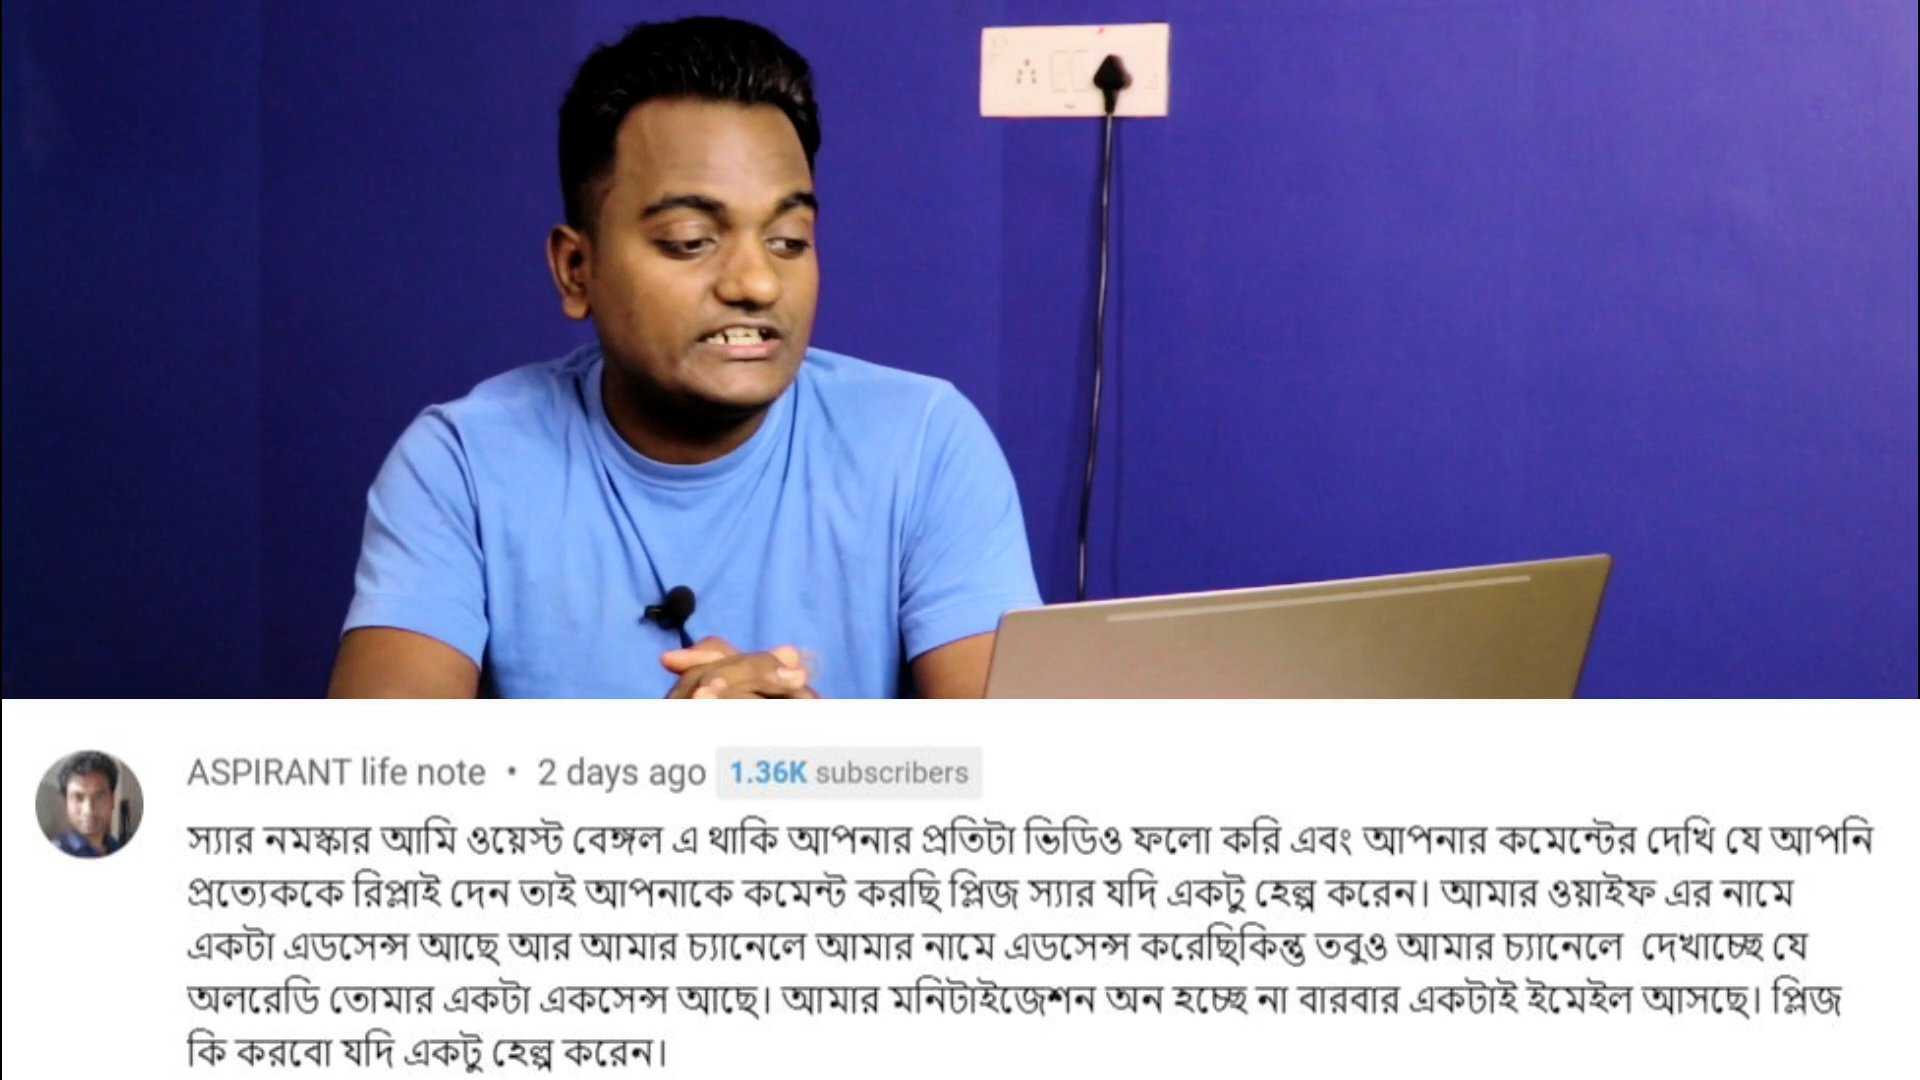 ASPIRANT life note • 2 days ago 1.36K subscribers
স্যার নমস্কার আমি ওয়েস্ট বেঙ্গল এ থাকি আপনার প্রতিটা ভিডিও ফলো করি এবং আপনার কমেন্টের দেখি যে আপনি
প্রত্যেককে রিপ্লাই দেন তাই আপনাকে কমেন্ট করছি প্লিজ স্যার যদি একটু হেল্প করেন। আমার ওয়াইফ এর নামে
একটা এডসেন্স আছে আর আমার চ্যানেলে আমার নামে এডসেন্স করেছিকিন্তু তবুও আমার চ্যানেলে দেখাচ্ছে যে
অলরেডি তোমার একটা একসেন্স আছে। আমার মনিটাইজেশন অন হচ্ছে না বারবার একটাই ইমেইল আসছে। প্লিজ
কি করবো যদি একটু হেল্প করেন।